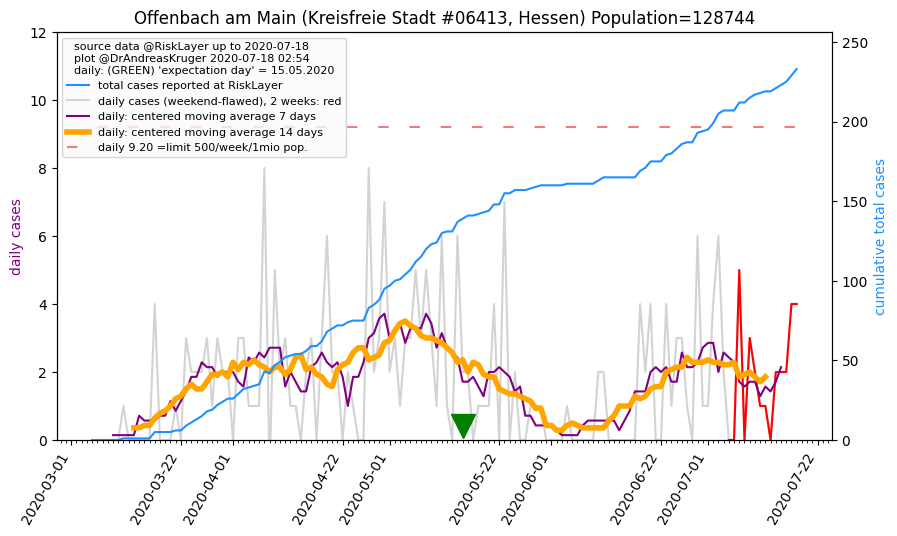 Offenbach am Main (Kreisfreie Stadt #06413, Hessen) Population=128744
source data @RiskLayer up to 2020-07-18
plot @DrAndreasKruger 2020-07-18 02:54
daily: (GREEN) 'expectation day' = 15.05.2020
total cases reported at RiskLayer
daily cases (weekend-flawed), 2 weeks: red
daily: centered moving average 7 days
daily: centered moving average 14 days
daily 9.20 =limit 500/week/1mio pop.
daily cases
12
10
8
6
4
2
0
cumulative total cases
250
200
150
100
50
0
2020-03-01
2020-03-22
2020-04-01
2020-04-22
2020-05-01
2020-05-22
2020-06-01
2020-06-22
2020-07-01
2020-07-22